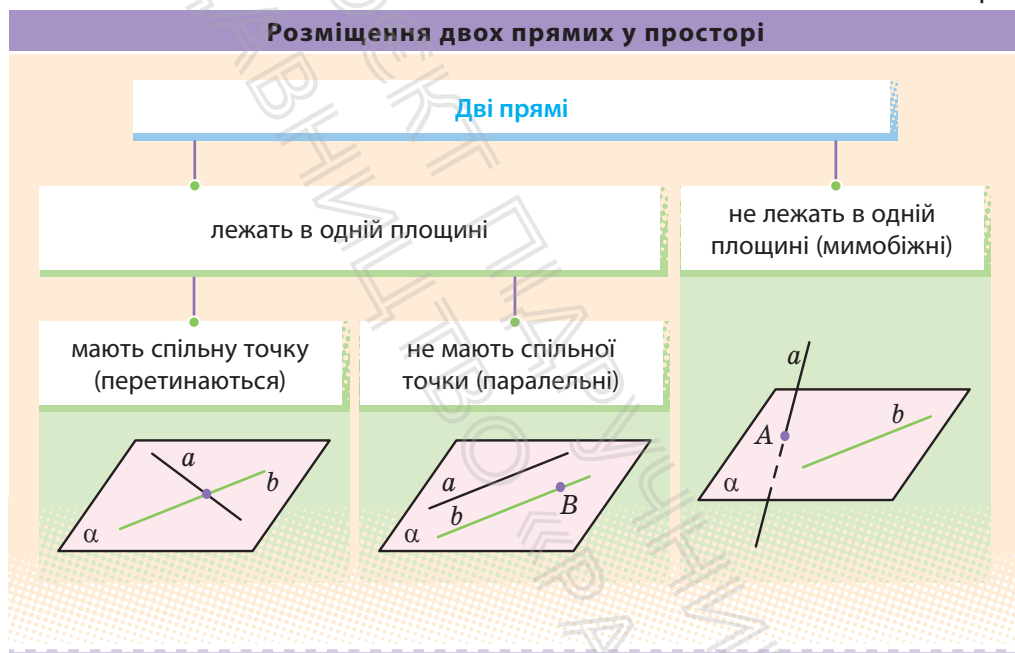 Розміщення двох прямих у просторі
Дві прямі
лежать в одній площині
не лежать в одній
площині (мимобіжні)
мають спільну точку
(перетинаються)
не мають спільної
точки (паралельні)
a
b
α
a
b
B
α
a
b
A
α
ПІДРУЧНИ